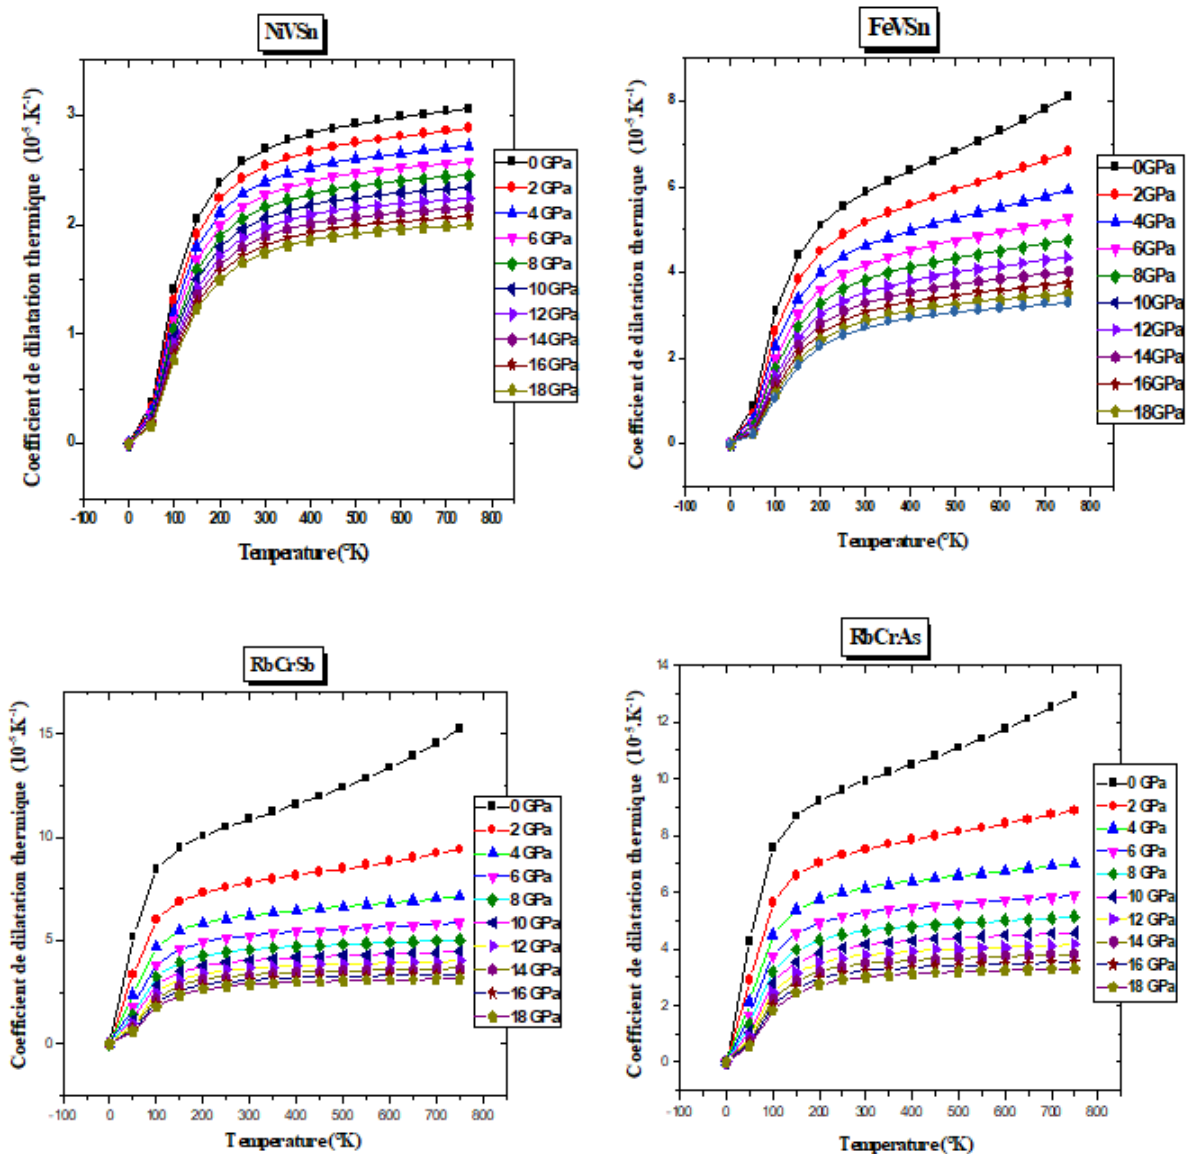 NiVSn
Coefficient de dilatation thermique (10⁻⁵.K⁻¹)
3
2
1
0
-100 0 100 200 300 400 500 600 700 800
Temperature(°K)
0 GPa
2 GPa
4 GPa
6 GPa
8 GPa
10 GPa
12 GPa
14 GPa
16 GPa
18 GPa
FeVSn
Coefficient de dilatation thermique (10⁻⁵.K⁻¹)
8
6
4
2
0
-100 0 100 200 300 400 500 600 700 800
Temperature(°K)
0GPa
2GPa
4GPa
6GPa
8GPa
10GPa
12GPa
14GPa
16GPa
18GPa
RbCrSb
Coefficient de dilatation thermique (10⁻⁵.K⁻¹)
15
10
5
0
-100 0 100 200 300 400 500 600 700 800
Temperature(°K)
0 GPa
2 GPa
4 GPa
6 GPa
8 GPa
10 GPa
12 GPa
14 GPa
16 GPa
18 GPa
RbCrAs
Coefficient de dilatation thermique (10⁻⁵.K⁻¹)
14
12
10
8
6
4
2
0
-100 0 100 200 300 400 500 600 700 800
Temperature(°K)
0 GPa
2 GPa
4 GPa
6 GPa
8 GPa
10 GPa
12 GPa
14 GPa
16 GPa
18 GPa